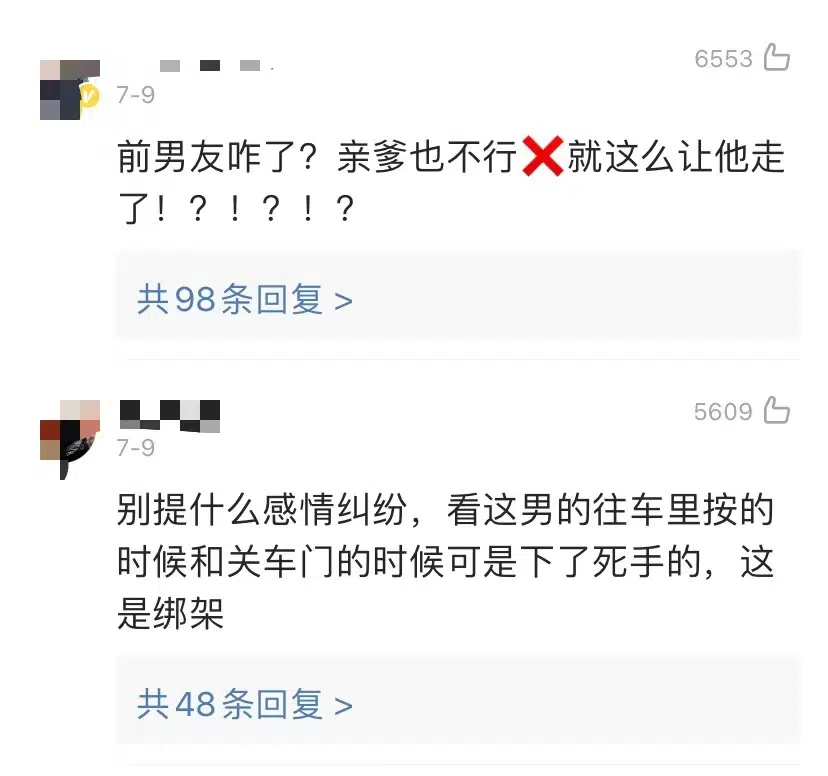 6553
7-9
前男友咋了？亲爹也不行❌就这么让他走
了！？！？！？
共98条回复 >
5609
7-9
别提什么感情纠纷，看这男的往车里按的
时候和关车门的时候可是下了死手的，这
是绑架
共48条回复 >